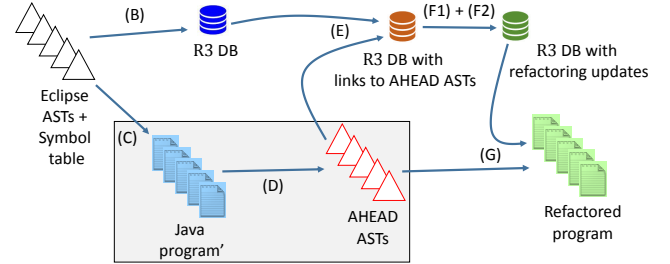 (B)
R3 DB
(E)
(F1) + (F2)
R3 DB with
links to AHEAD ASTs
R3 DB with
refactoring updates
Eclipse
ASTs +
Symbol
table
(C)
(D)
(G)
Java
program’
AHEAD
ASTs
Refactored
program